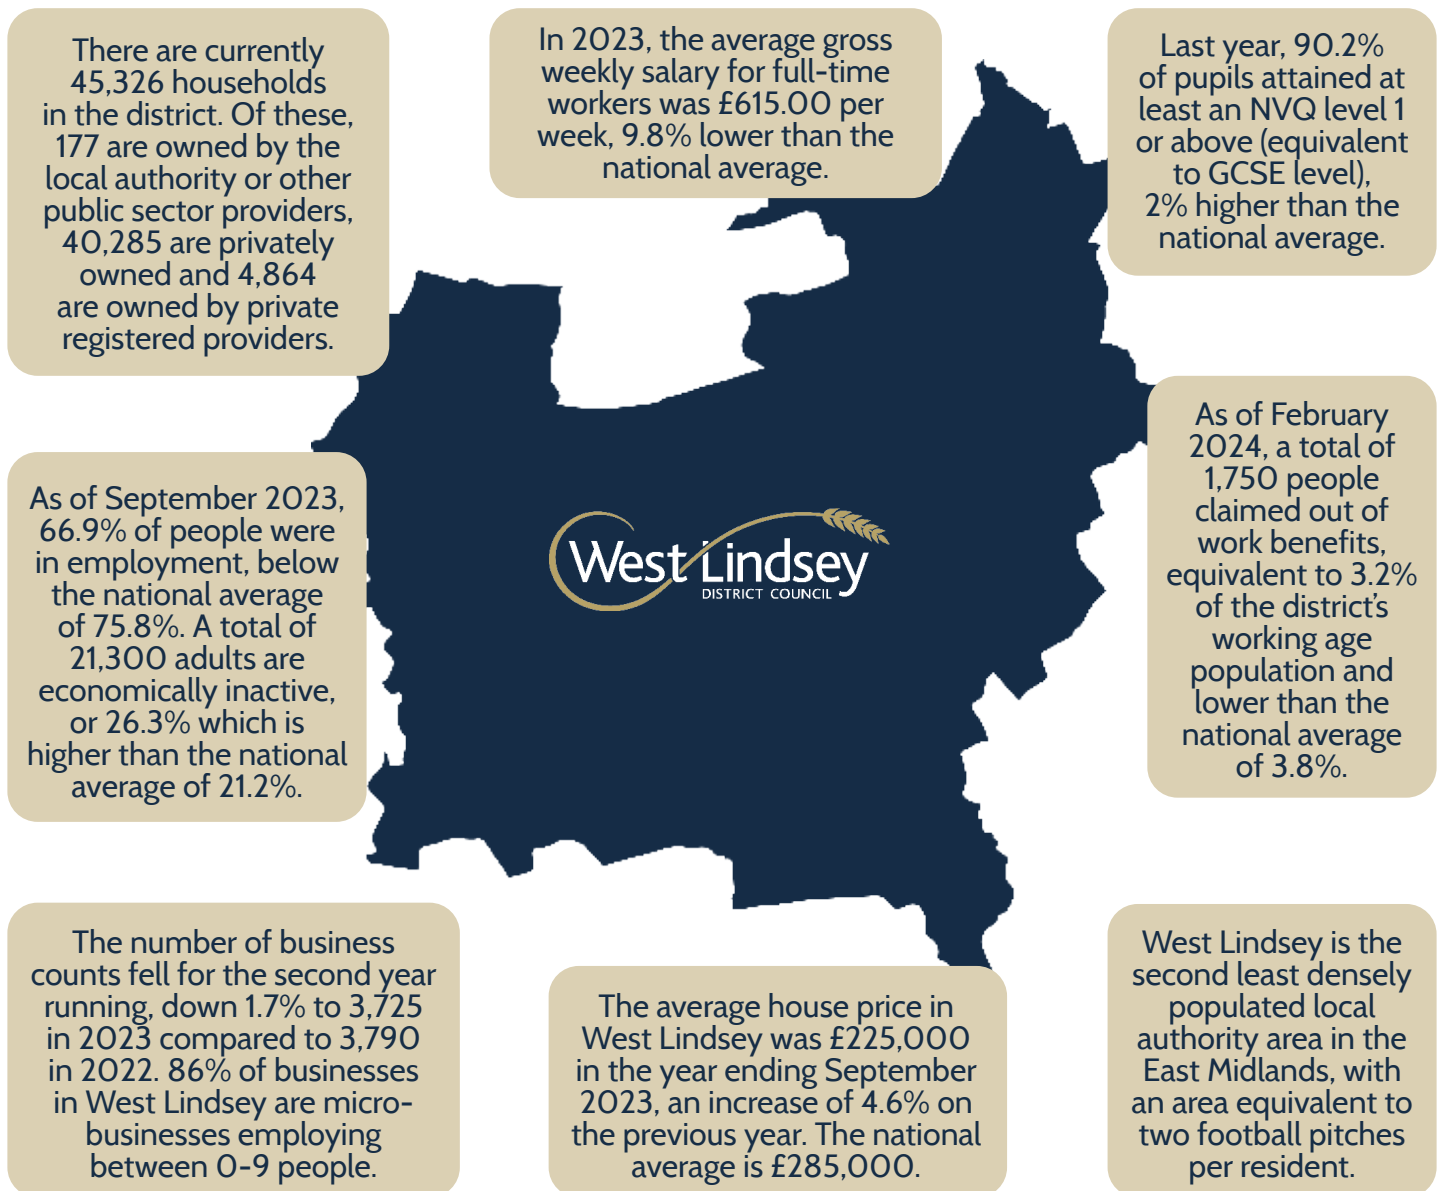 There are currently
45,326 households
in the district. Of these,
177 are owned by the
local authority or other
public sector providers,
40,285 are privately
owned and 4,864
are owned by private
registered providers.
In 2023, the average gross
weekly salary for full-time
workers was £615.00 per
week, 9.8% lower than the
national average.
Last year, 90.2%
of pupils attained at
least an NVQ level 1
or above (equivalent
to GCSE level),
2% higher than the
national average.
As of September 2023,
66.9% of people were
in employment, below
the national average
of 75.8%. A total of
21,300 adults are
economically inactive,
or 26.3% which is
higher than the national
average of 21.2%.
West Lindsey
DISTRICT COUNCIL
As of February
2024, a total of
1,750 people
claimed out of
work benefits,
equivalent to 3.2%
of the district’s
working age
population and
lower than the
national average
of 3.8%.
The number of business
counts fell for the second year
running, down 1.7% to 3,725
in 2023 compared to 3,790
in 2022. 86% of businesses
in West Lindsey are micro-
businesses employing
between 0-9 people.
The average house price in
West Lindsey was £225,000
in the year ending September
2023, an increase of 4.6% on
the previous year. The national
average is £285,000.
West Lindsey is the
second least densely
populated local
authority area in the
East Midlands, with
an area equivalent to
two football pitches
per resident.